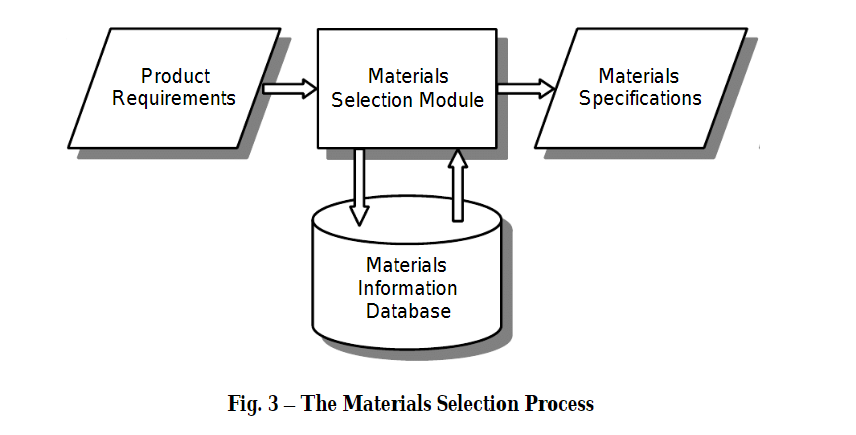 Product
Requirements
Materials
Selection Module
Materials
Specifications
Materials
Information
Database
Fig. 3 – The Materials Selection Process